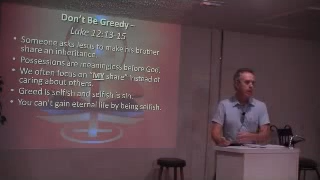 Don't Be Greedy –
Luke 12:13-15
• Someone asks Jesus to make his brother
share an inheritance.
• Possessions are meaningless before God.
• We often focus on "MY share" instead of
caring about others.
• Greed is selfish and selfish is sin.
• You can't gain eternal life by being selfish.